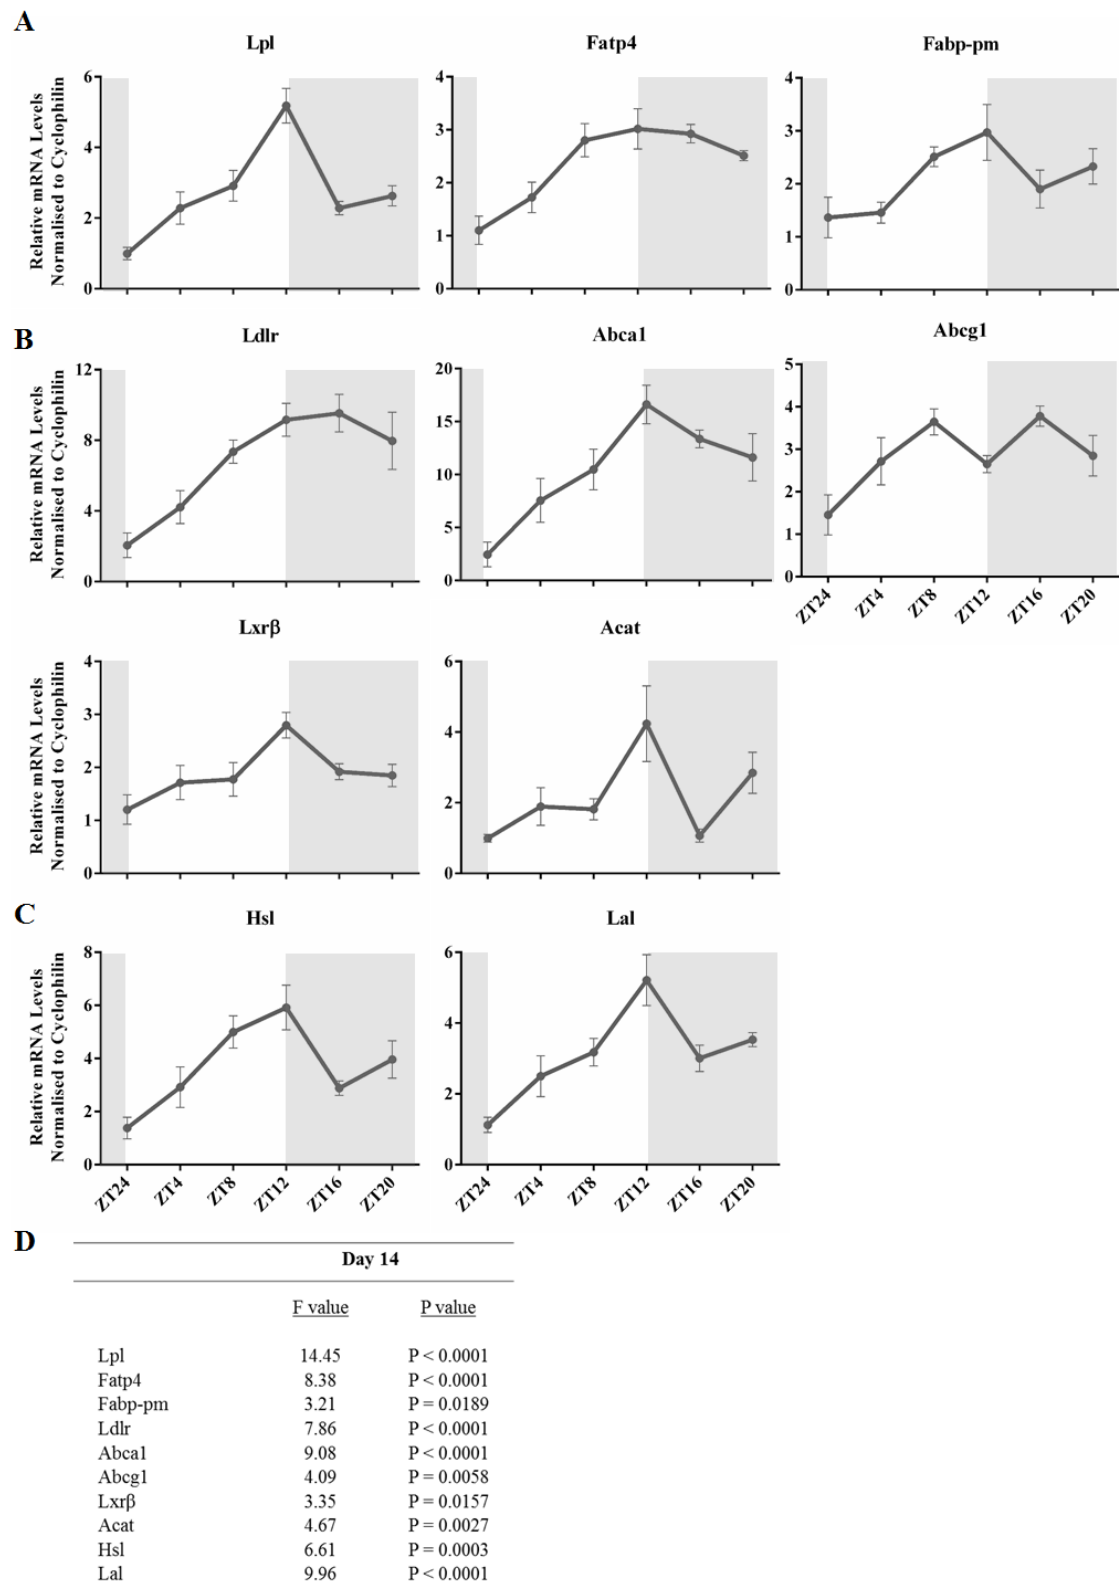 A
Lpl
Fatp4
Fabp-pm
Relative mRNA Levels
Normalised to Cyclophilin
6
4
2
0
4
3
2
1
0
4
3
2
1
0
B
Ldlr
Abca1
Abcg1
Relative mRNA Levels
Normalised to Cyclophilin
12
8
4
0
20
15
10
5
0
5
4
3
2
1
0
ZT24 ZT4 ZT8 ZT12 ZT16 ZT20
Lxrβ
Acat
Relative mRNA Levels
Normalised to Cyclophilin
4
3
2
1
0
6
4
2
0
C
Hsl
Lal
Relative mRNA Levels
Normalised to Cyclophilin
8
6
4
2
0
6
4
2
0
ZT24 ZT4 ZT8 ZT12 ZT16 ZT20
ZT24 ZT4 ZT8 ZT12 ZT16 ZT20
D
Day 14
F value P value
Lpl 14.45 P < 0.0001
Fatp4 8.38 P < 0.0001
Fabp-pm 3.21 P = 0.0189
Ldlr 7.86 P < 0.0001
Abca1 9.08 P < 0.0001
Abcg1 4.09 P = 0.0058
Lxrβ 3.35 P = 0.0157
Acat 4.67 P = 0.0027
Hsl 6.61 P = 0.0003
Lal 9.96 P < 0.0001